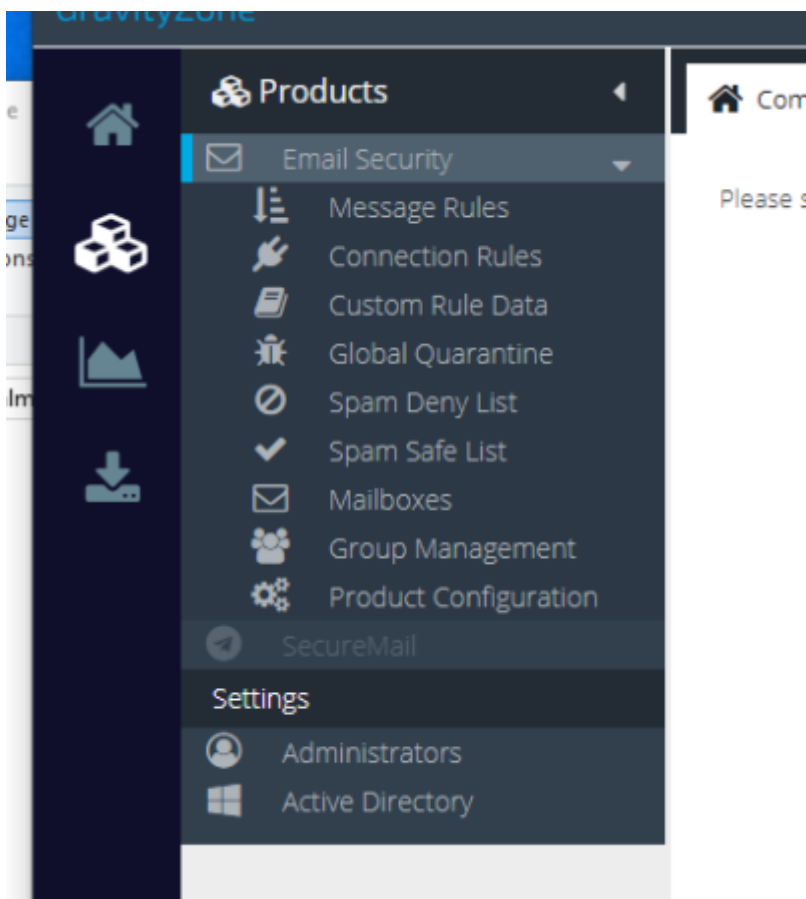 GravityZone
Products
Com
Email Security
Please s
Message Rules
Connection Rules
Custom Rule Data
Global Quarantine
Spam Deny List
Spam Safe List
Mailboxes
Group Management
Product Configuration
SecureMail
Settings
Administrators
Active Directory